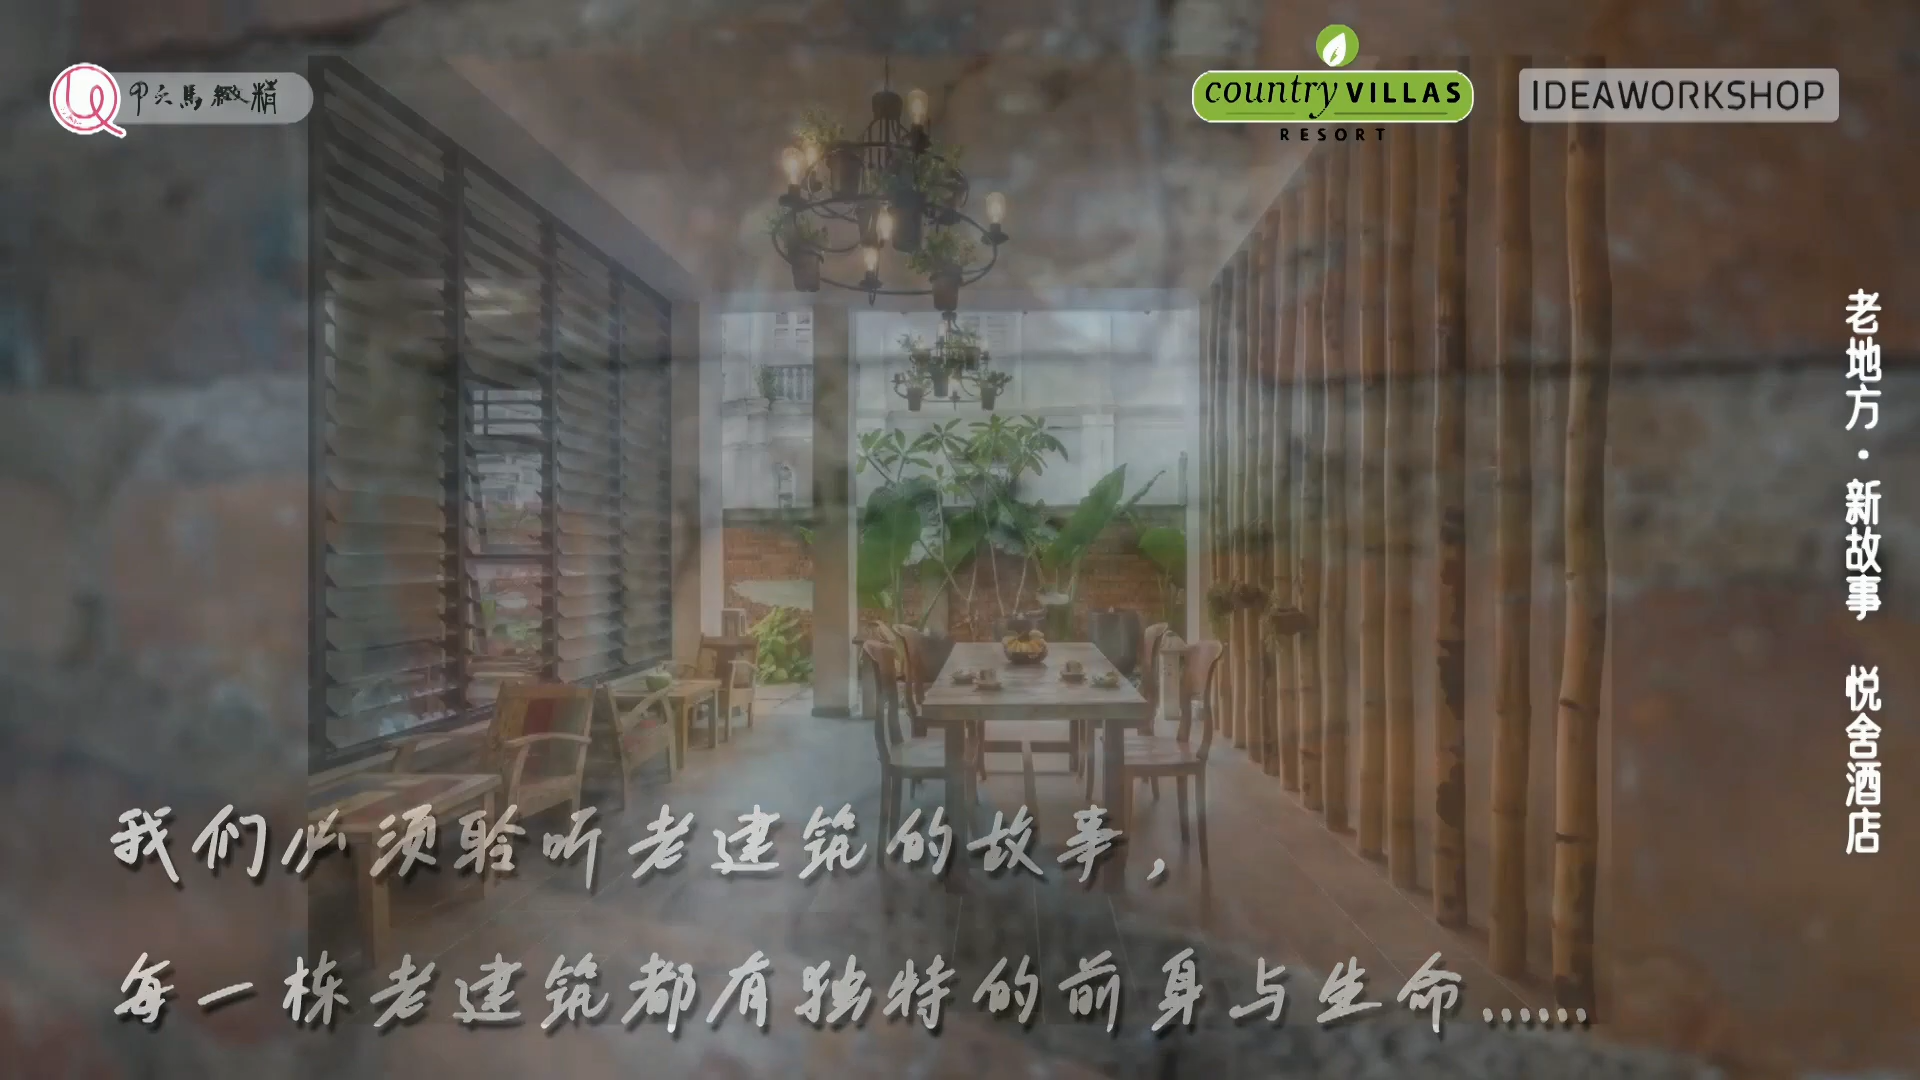 精緻馬六甲
country VILLAS
RESORT
IDEAWORKSHOP
老地方·新故事 悦舍酒店
我们必须聆听老建筑的故事，
每一栋老建筑都有独特的前身与生命......